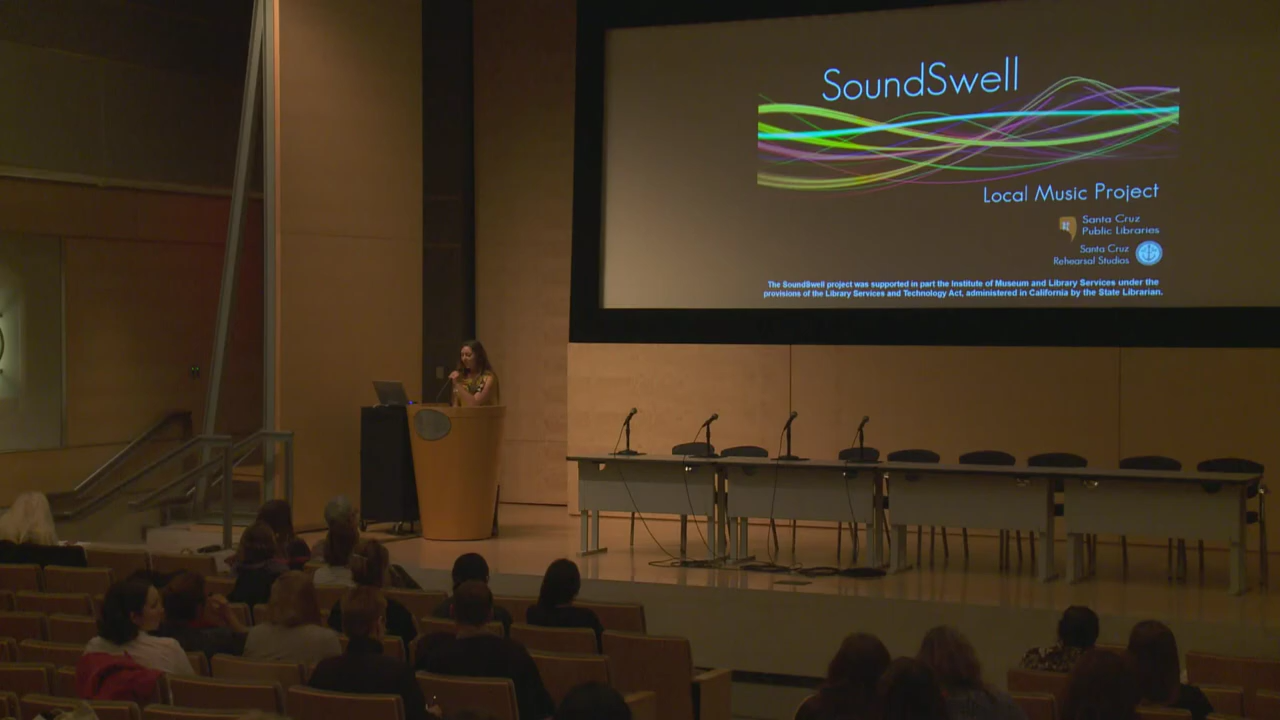 SoundSwell
Local Music Project
Santa Cruz
Public Libraries
Santa Cruz
Rehearsal Studios
The SoundSwell project was supported in part the Institute of Museum and Library Services under the
provisions of the Library Services and Technology Act, administered in California by the State Librarian.